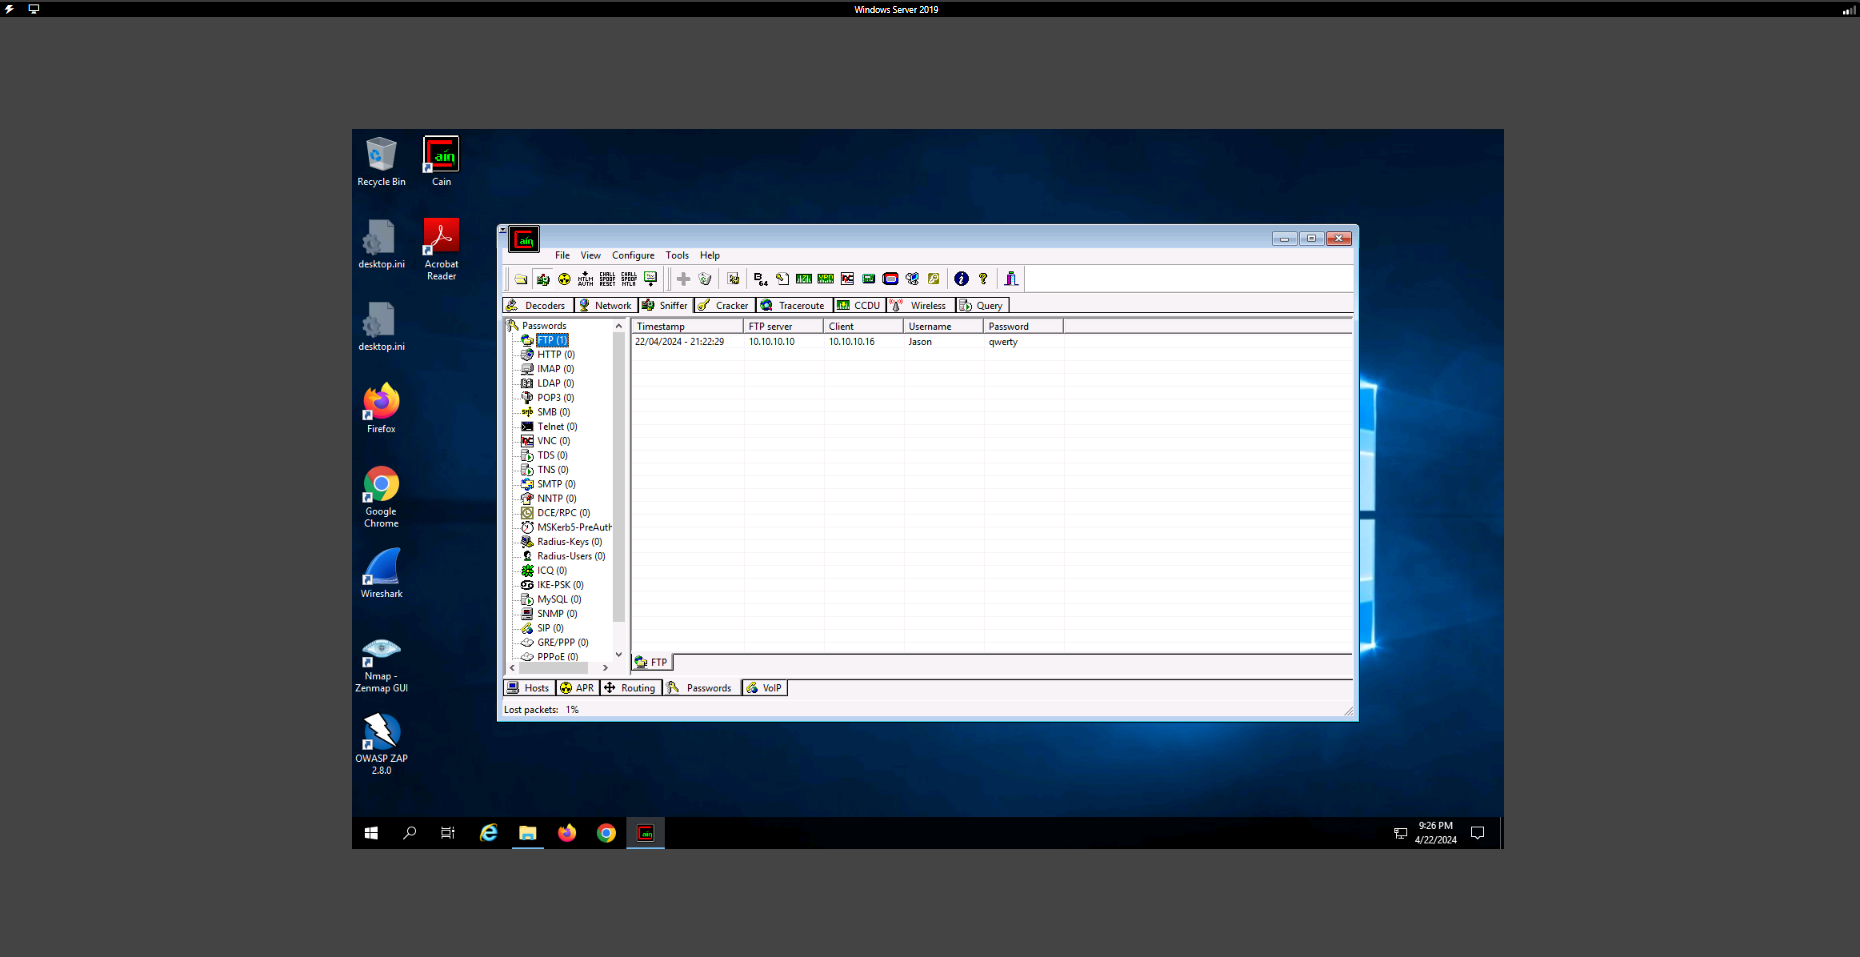 Windows Server 2019
Recycle Bin
Cain
desktop.ini
Acrobat
Reader
desktop.ini
Firefox
Google
Chrome
Wireshark
Nmap -
Zenmap GUI
OWASP ZAP
2.8.0
File View Configure Tools Help
Decoders Network Sniffer Cracker Traceroute CCDU Wireless Query
Passwords
FTP (1)
HTTP (0)
IMAP (0)
LDAP (0)
POP3 (0)
SMB (0)
Telnet (0)
VNC (0)
TDS (0)
TNS (0)
SMTP (0)
NNTP (0)
DCE/RPC (0)
MSKerb5-PreAuth
Radius-Keys (0)
Radius-Users (0)
ICQ (0)
IKE-PSK (0)
MySQL (0)
SNMP (0)
SIP (0)
GRE/PPP (0)
PPPoE (0)
Timestamp FTP server Client Username Password
22/04/2024 - 21:22:29 10.10.10.10 10.10.10.16 Jason qwerty
FTP
Hosts APR Routing Passwords VoIP
Lost packets: 1%
9:26 PM
4/22/2024